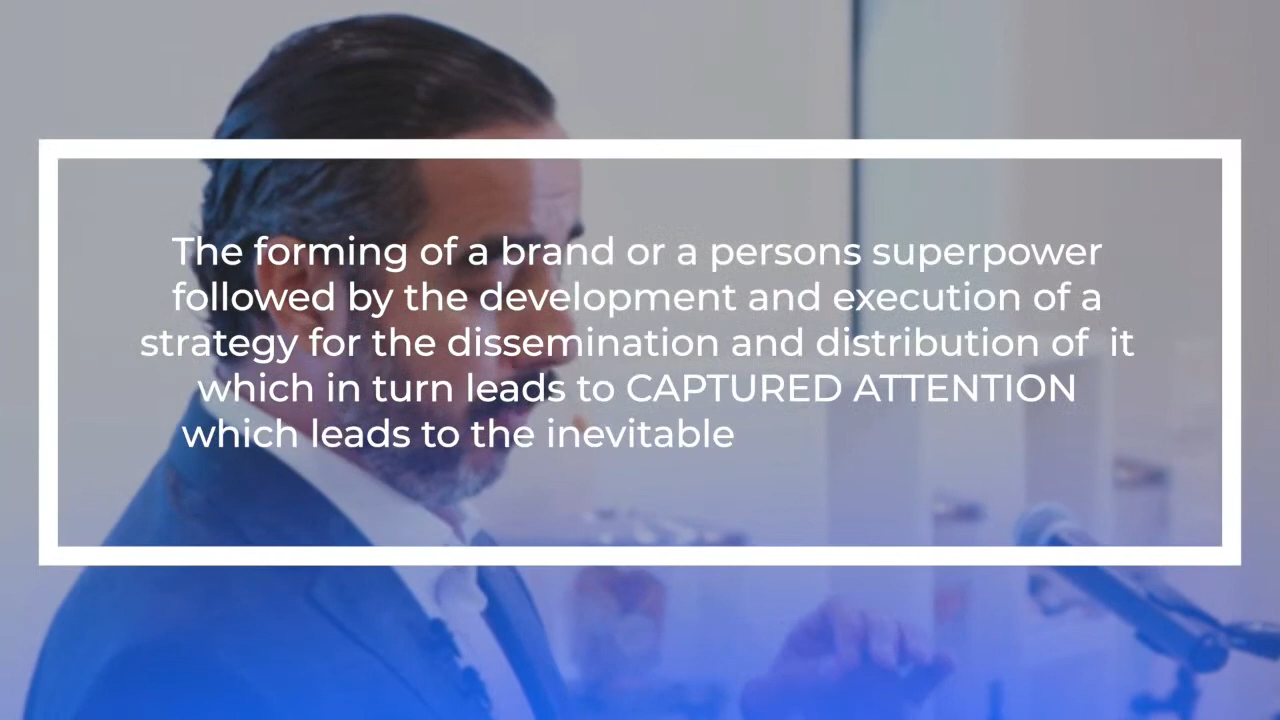 The forming of a brand or a persons superpower
followed by the development and execution of a
strategy for the dissemination and distribution of  it
which in turn leads to CAPTURED ATTENTION
which leads to the inevitable